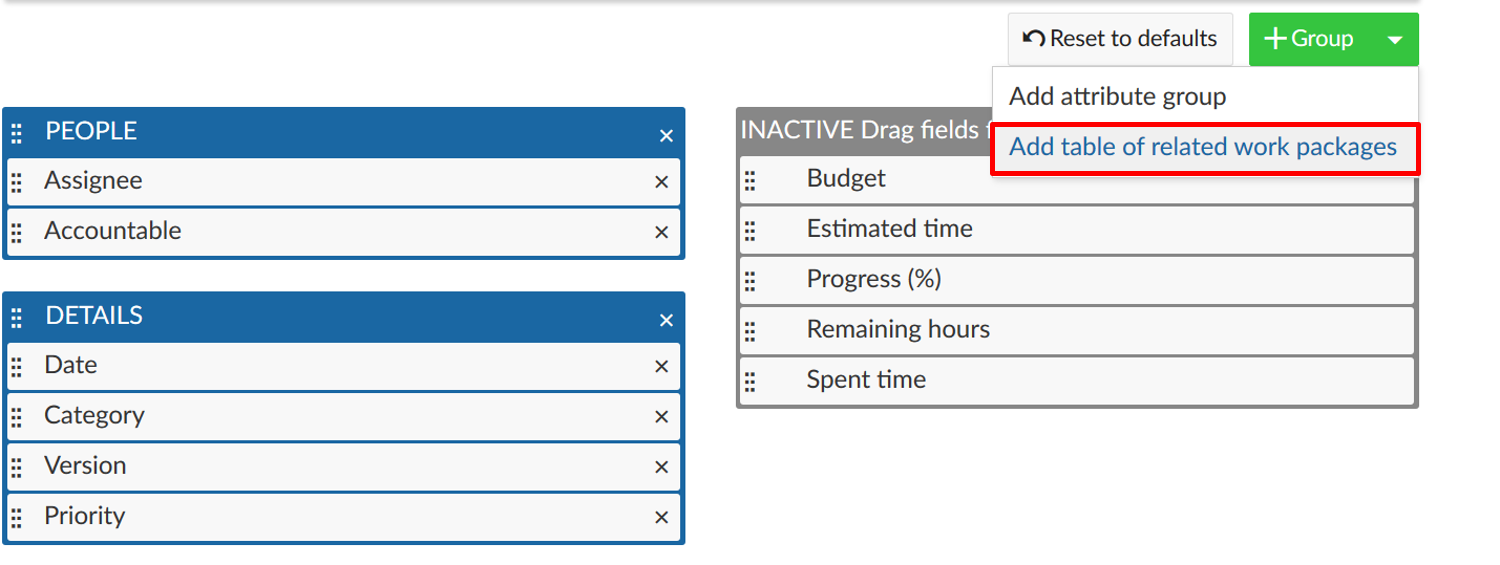 Reset to defaults
Group
Add attribute group
Add table of related work packages
PEOPLE
Assignee
Accountable
DETAILS
Date
Category
Version
Priority
INACTIVE Drag fields
Budget
Estimated time
Progress (%)
Remaining hours
Spent time